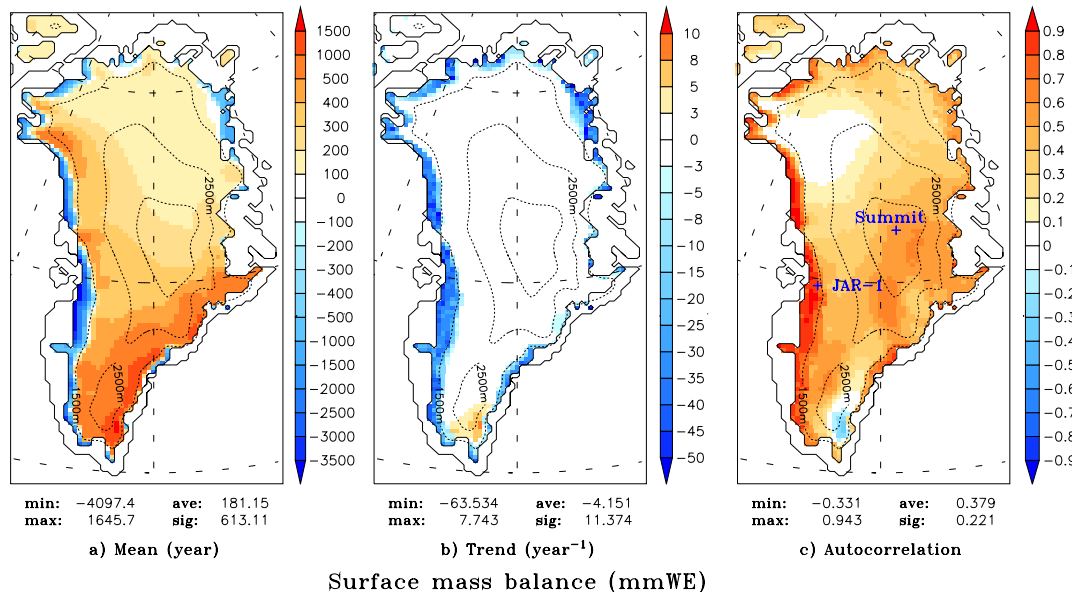 1500
1000
500
400
300
200
100
0
−100
−200
−300
−500
−1000
−1500
−2000
−2500
−3000
−3500
2500m
2500m
1500m
min: −4097.4 ave: 181.15
max: 1645.7 sig: 613.11
a) Mean (year)
10
8
5
3
0
−3
−5
−8
−10
−15
−20
−25
−30
−35
−40
−45
−50
2500m
2500m
1500m
min: −63.534 ave: −4.151
max: 7.743 sig: 11.374
b) Trend (year⁻¹)
0.9
0.8
0.7
0.6
0.5
0.4
0.3
0.2
0.1
0
−0.1
−0.2
−0.3
−0.4
−0.5
−0.6
−0.7
−0.8
−0.9
2500m
Summit
+
+ JAR−1
2500m
1500m
min: −0.331 ave: 0.379
max: 0.943 sig: 0.221
c) Autocorrelation
Surface mass balance (mmWE)